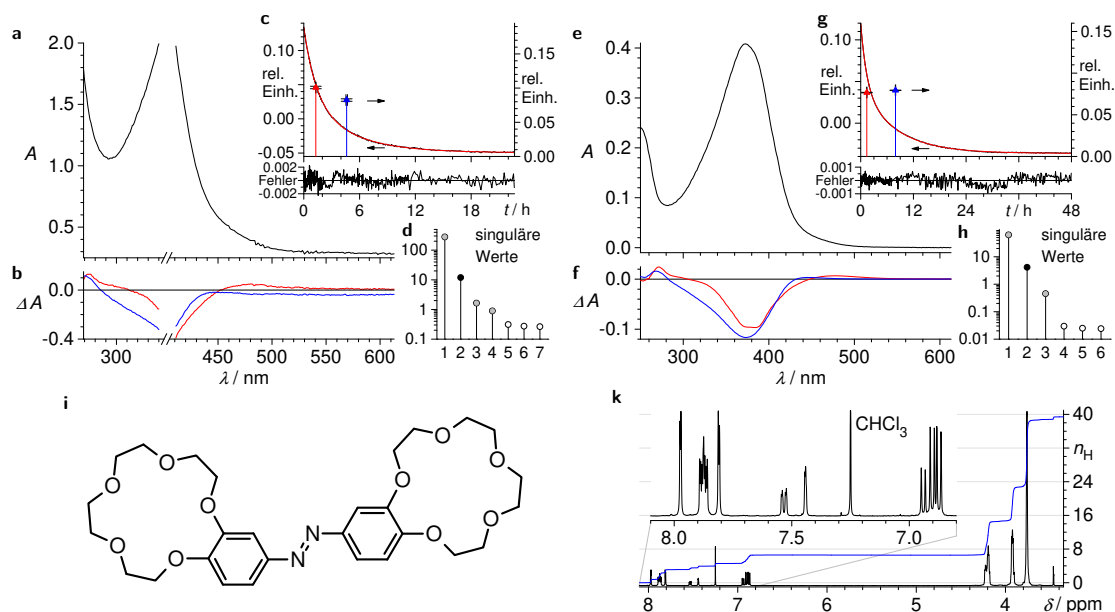 a
2.0
1.5
1.0
0.5
A
b
0.0
-0.4
ΔA
300
450
500
550
600
λ / nm
c
0.10
0.00
-0.05
rel.
Einh.
0.15
0.10
0.05
0.00
rel.
Einh.
0.002
Fehler
-0.002
0
6
12
18
t / h
d
100
10
1
0.1
singuläre
Werte
1 2 3 4 5 6 7
e
0.4
0.3
0.2
0.1
0.0
A
f
0.0
-0.1
ΔA
300
400
500
600
λ / nm
g
0.10
0.00
rel.
Einh.
0.15
0.10
0.05
0.00
rel.
Einh.
0.001
Fehler
-0.001
0
12
24
36
48
t / h
h
10
1
0.1
0.01
singuläre
Werte
1 2 3 4 5 6
i
O
O
O
O
O
N
N
O
O
O
O
O
k
CHCl₃
8.0
7.5
7.0
40
nH
24
16
8
0
8
7
6
5
4
δ / ppm